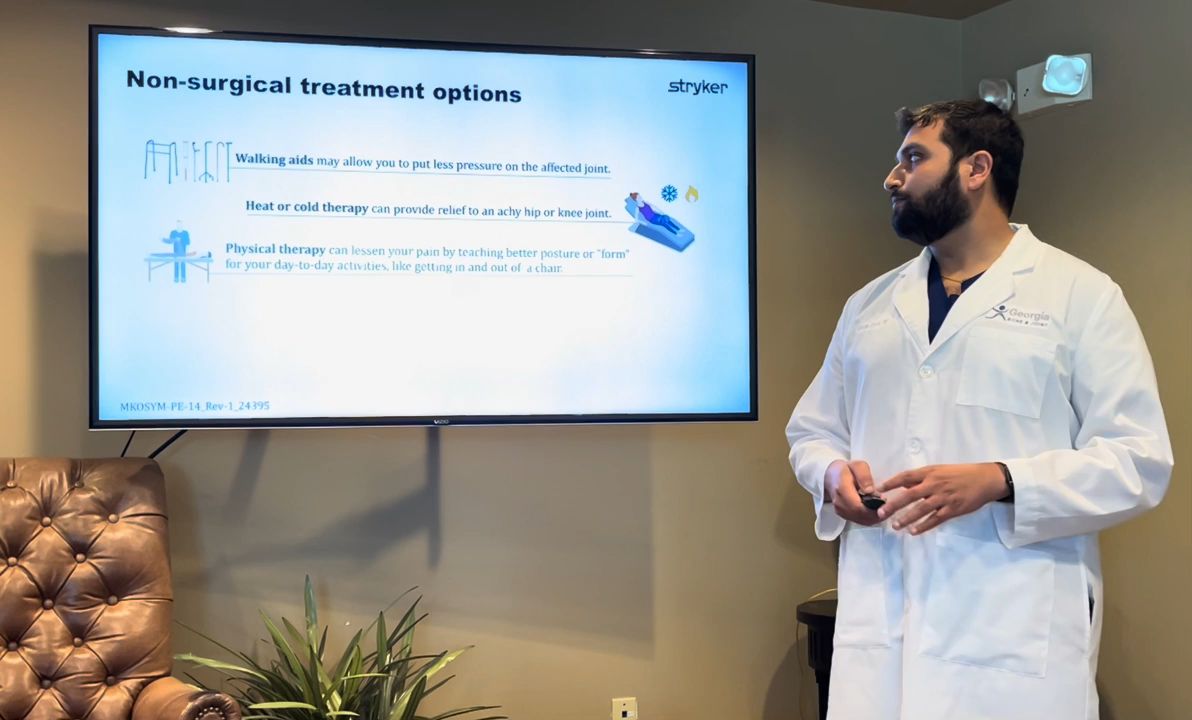 Non-surgical treatment options
stryker
Walking aids may allow you to put less pressure on the affected joint.
Heat or cold therapy can provide relief to an achy hip or knee joint.
Physical therapy can lessen your pain by teaching better posture or "form"
for your day-to-day activities, like getting in and out of a chair.
MKOSYM-PE-14_Rev-1_24395
VIZIO
Georgia
BONE & JOINT